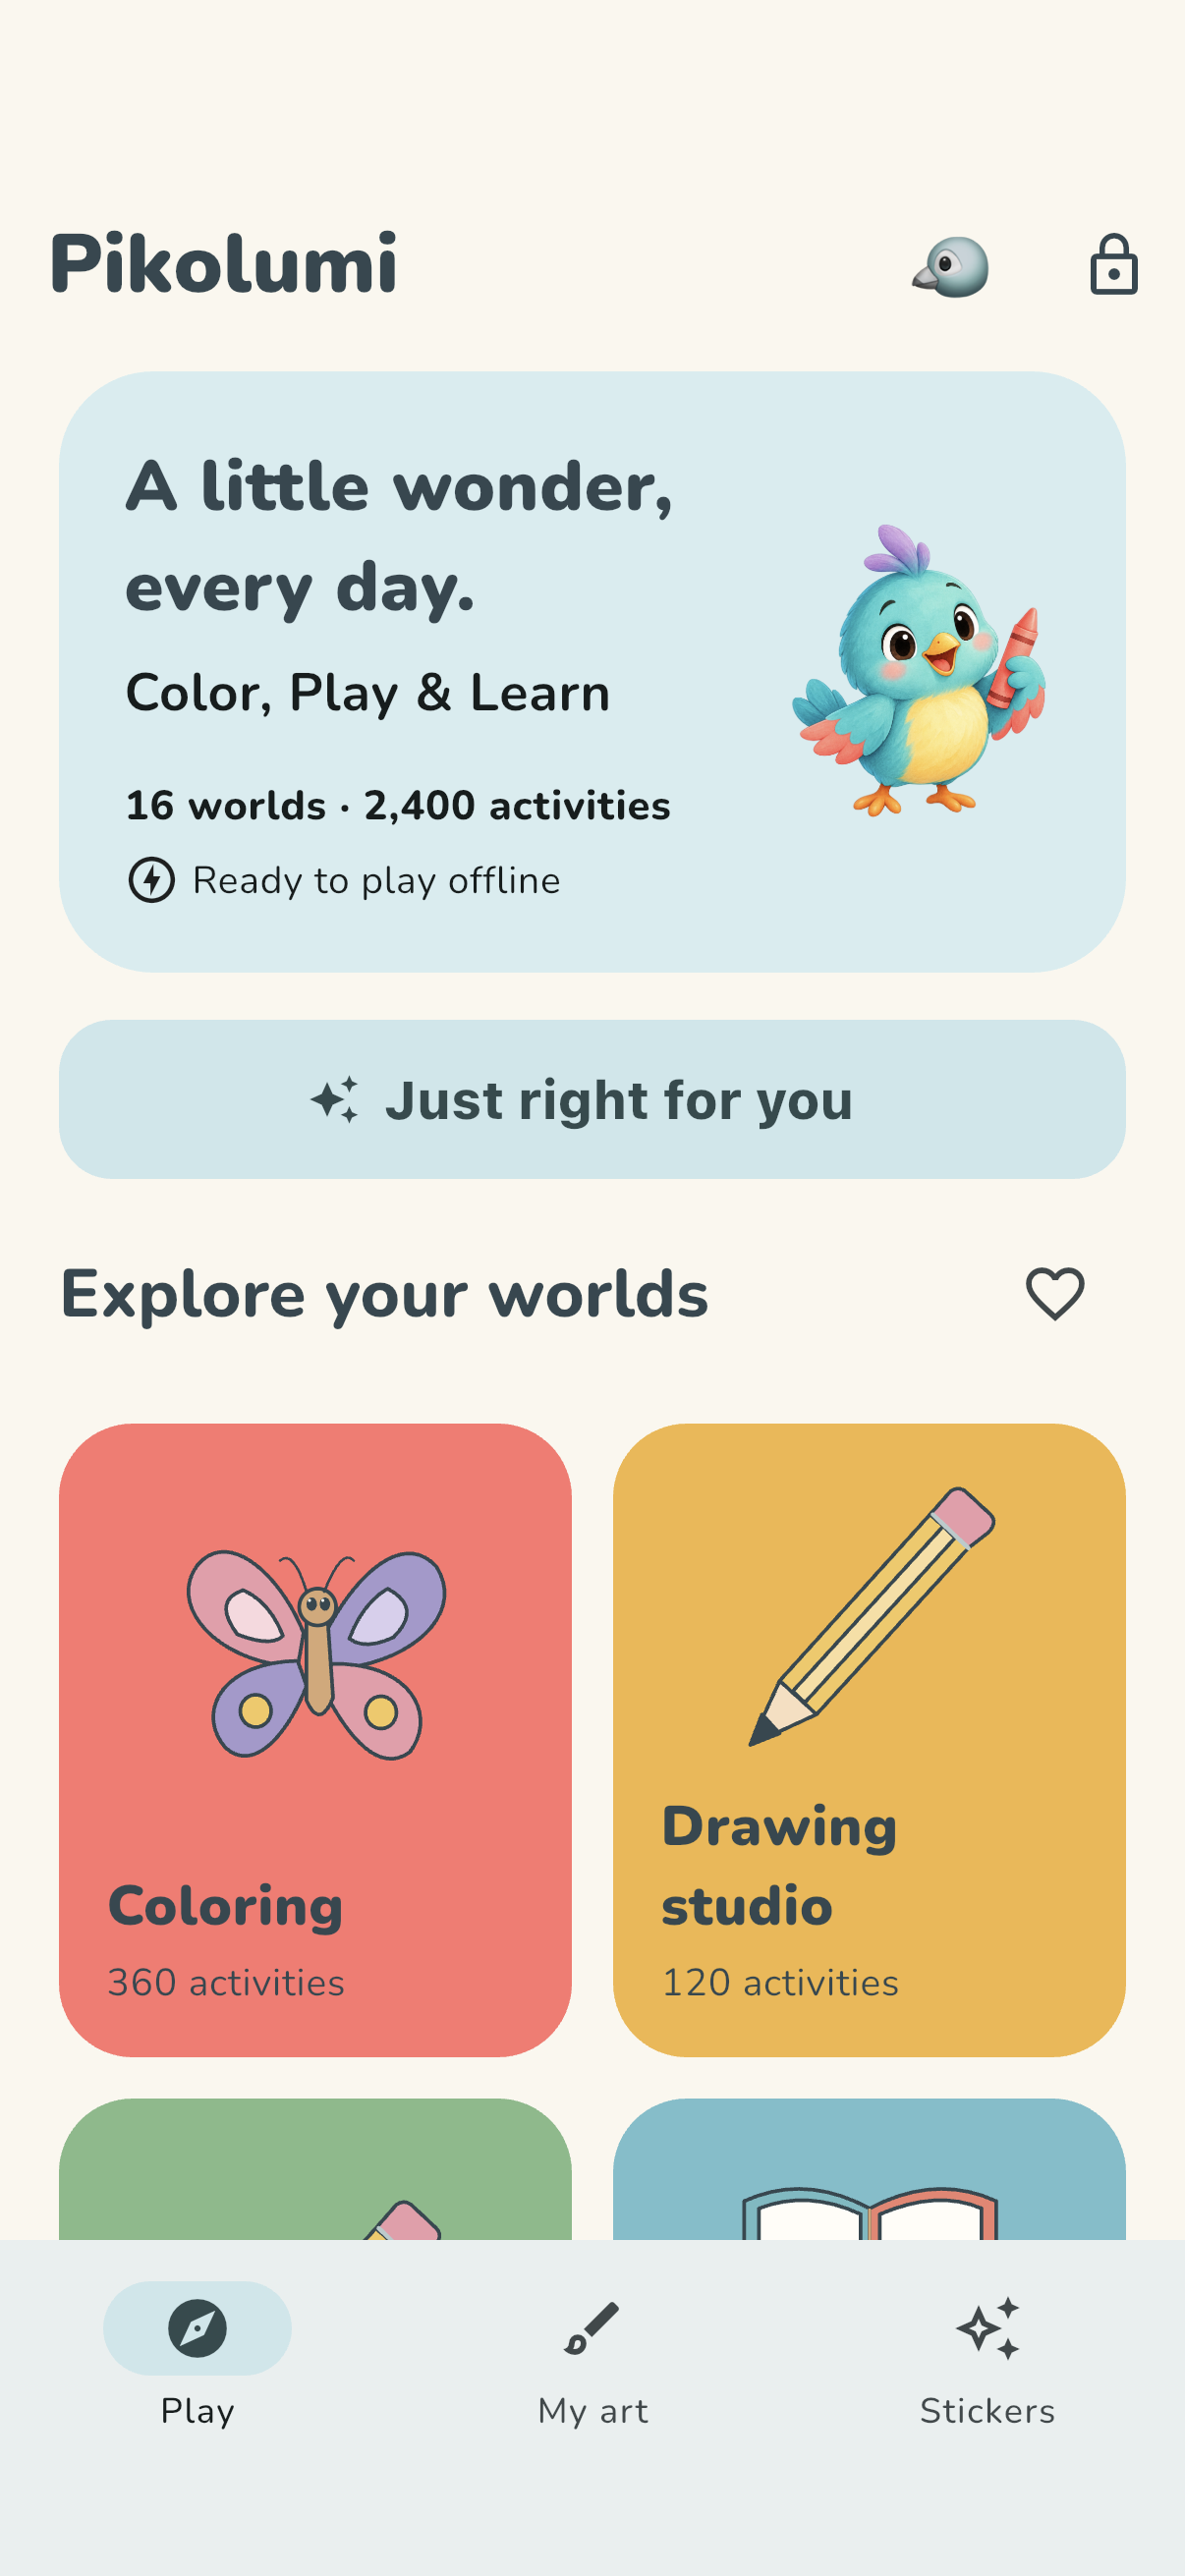 Pikolumi
A little wonder,
every day.
Color, Play & Learn
16 worlds · 2,400 activities
Ready to play offline
Just right for you
Explore your worlds
Coloring
360 activities
Drawing
studio
120 activities
Play
My art
Stickers